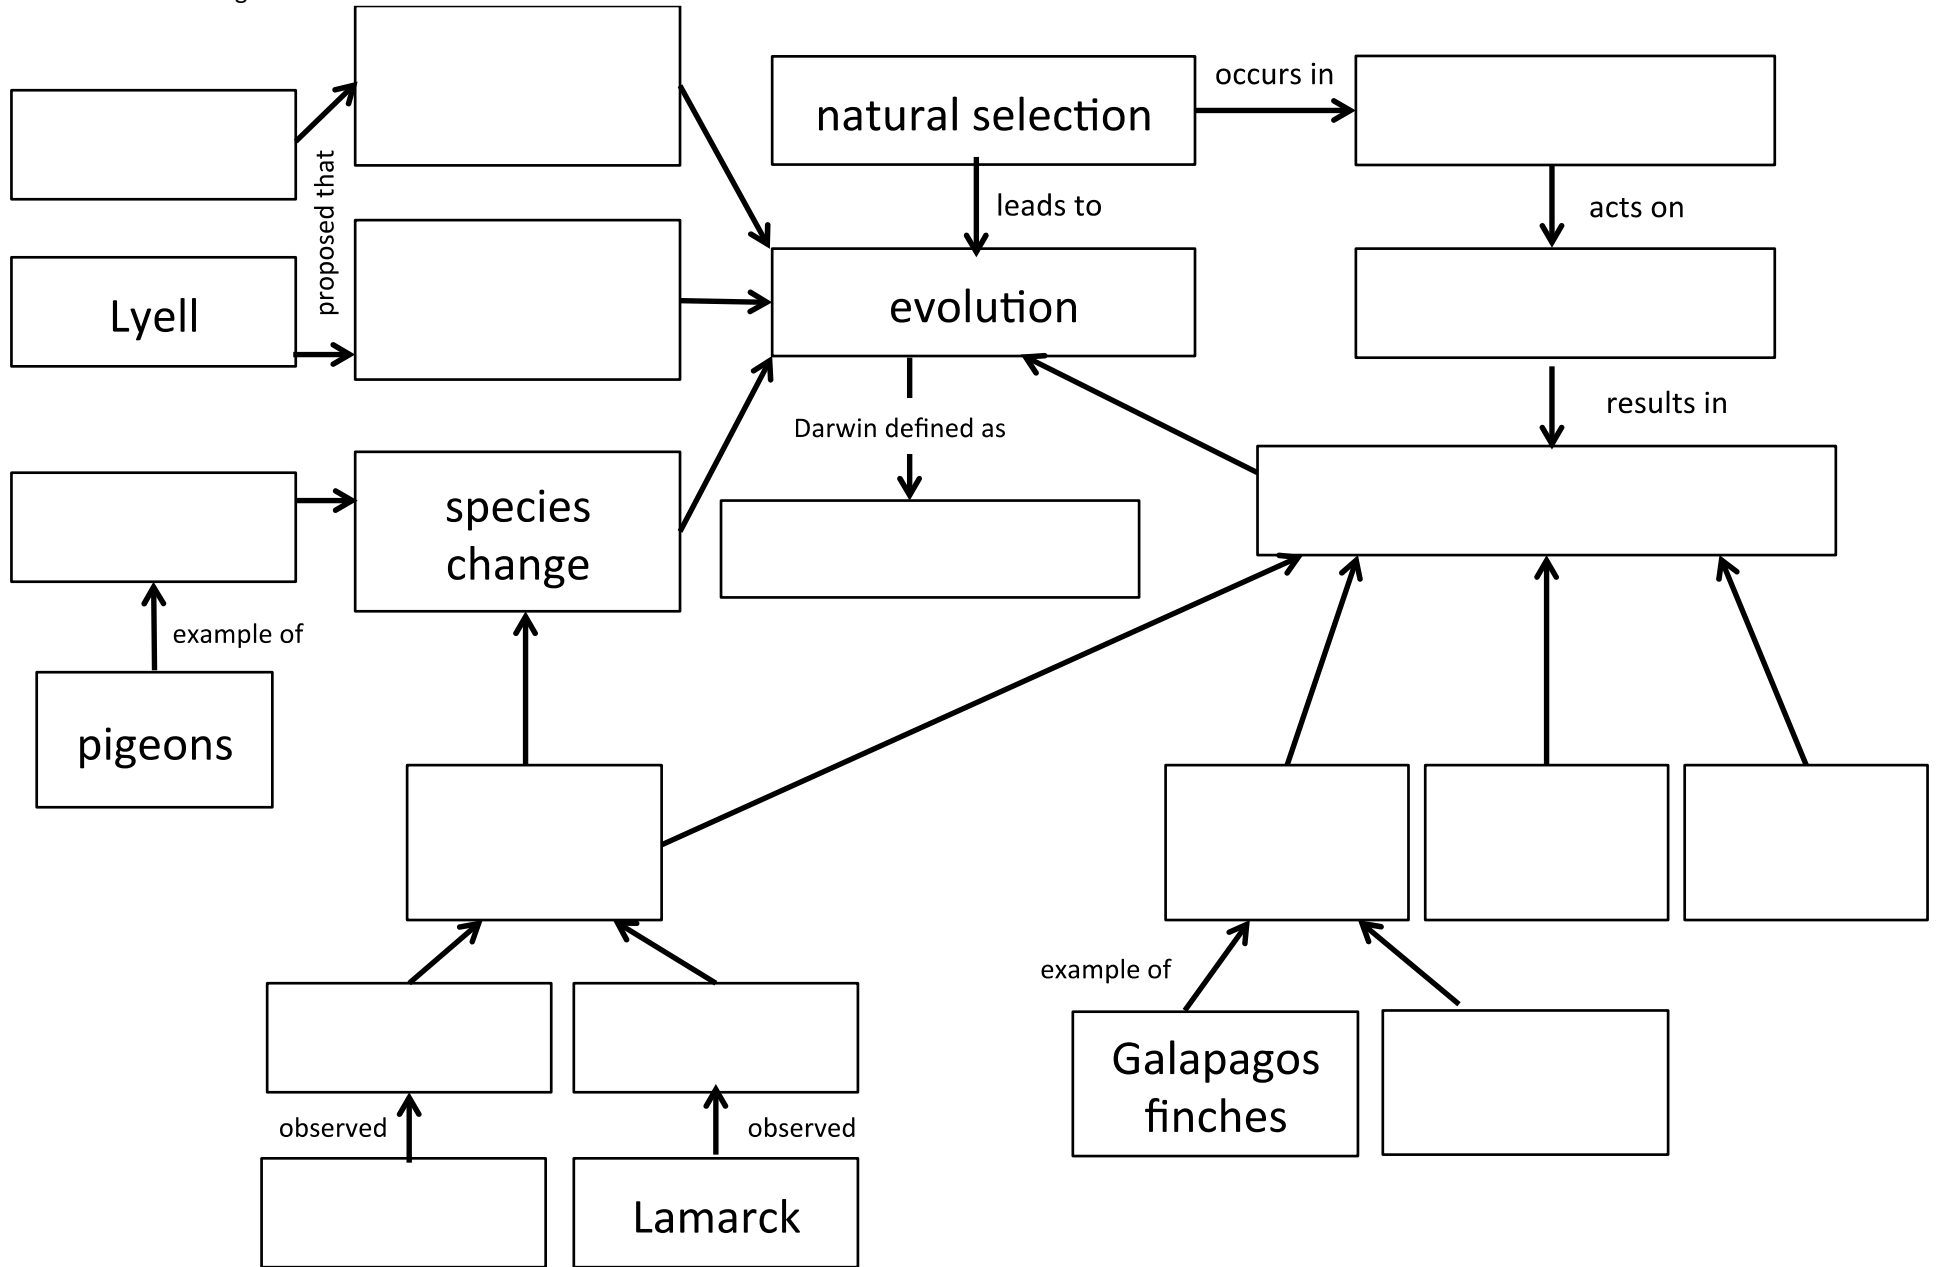 natural selection
occurs in
proposed that
leads to
acts on
Lyell
evolution
results in
Darwin defined as
species
change
example of
pigeons
example of
Galapagos
finches
observed
observed
Lamarck